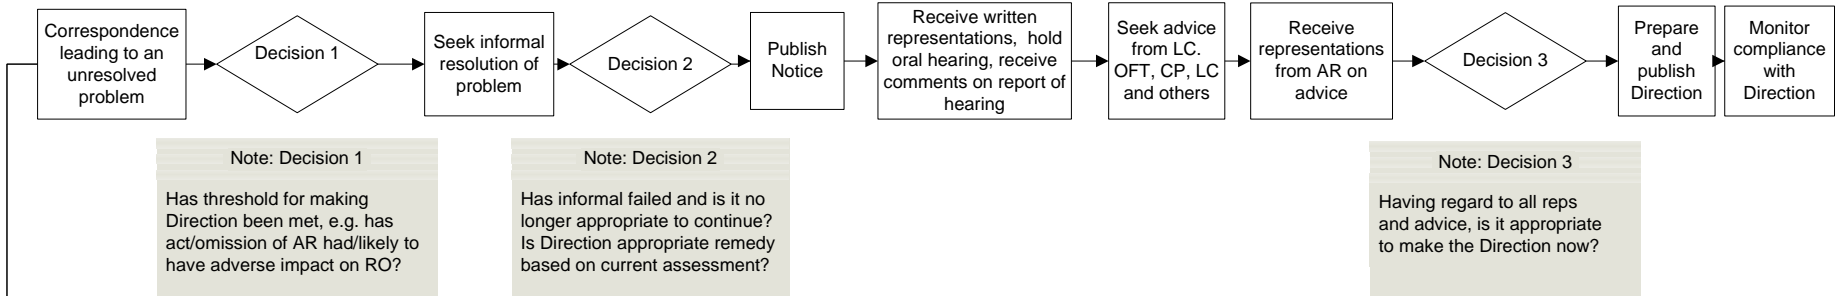 Correspondence
leading to an
unresolved
problem
Decision 1
Seek informal
resolution of
problem
Decision 2
Publish
Notice
Receive written
representations, hold
oral hearing, receive
comments on report of
hearing
Seek advice
from LC.
OFT, CP, LC
and others
Receive
representations
from AR on
advice
Decision 3
Prepare
and
publish
Direction
Monitor
compliance
with
Direction
Note: Decision 1
Has threshold for making
Direction been met, e.g. has
act/omission of AR had/likely to
have adverse impact on RO?
Note: Decision 2
Has informal failed and is it no
longer appropriate to continue?
Is Direction appropriate remedy
based on current assessment?
Note: Decision 3
Having regard to all reps
and advice, is it appropriate
to make the Direction now?